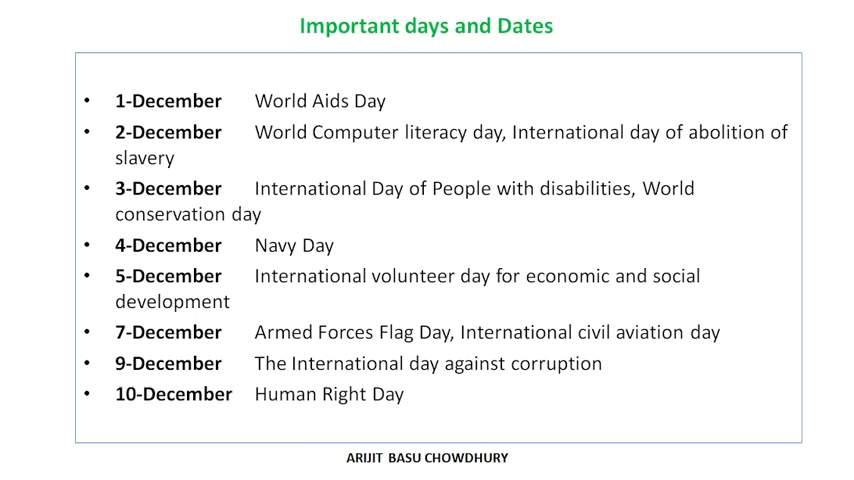 Important days and Dates
• 1-December World Aids Day
• 2-December World Computer literacy day, International day of abolition of
slavery
• 3-December International Day of People with disabilities, World
conservation day
• 4-December Navy Day
• 5-December International volunteer day for economic and social
development
• 7-December Armed Forces Flag Day, International civil aviation day
• 9-December The International day against corruption
• 10-December Human Right Day
ARIJIT BASU CHOWDHURY